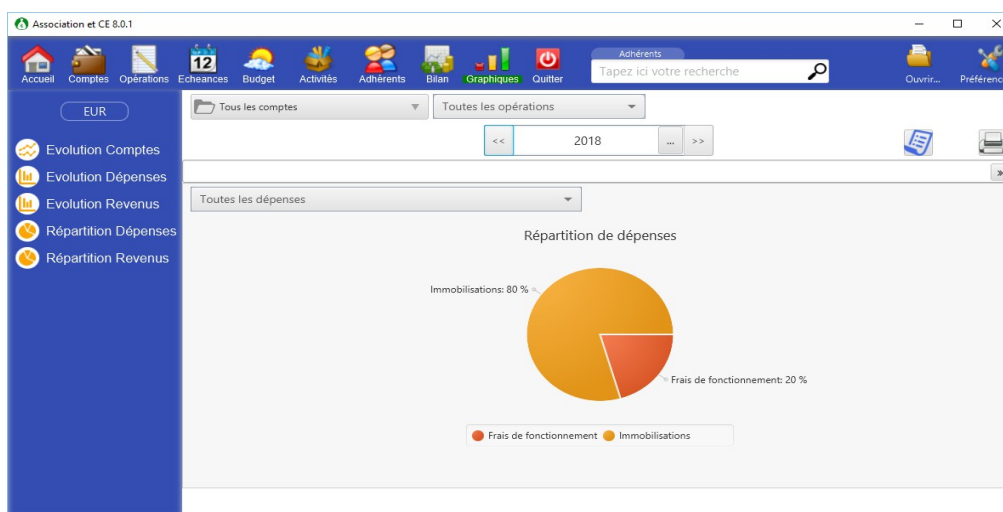 Association et CE 8.0.1
Accueil Comptes Opérations Echéances Budget Activités Adhérents Bilan Graphiques Quitter
12
Adhérents
Tapez ici votre recherche
Ouvrir... Préférenc
EUR
Evolution Comptes
Evolution Dépenses
Evolution Revenus
Répartition Dépenses
Répartition Revenus
Tous les comptes
Toutes les opérations
<< 2018 ... >>
»
Toutes les dépenses
Répartition de dépenses
Immobilisations: 80 %
Frais de fonctionnement: 20 %
Frais de fonctionnement Immobilisations